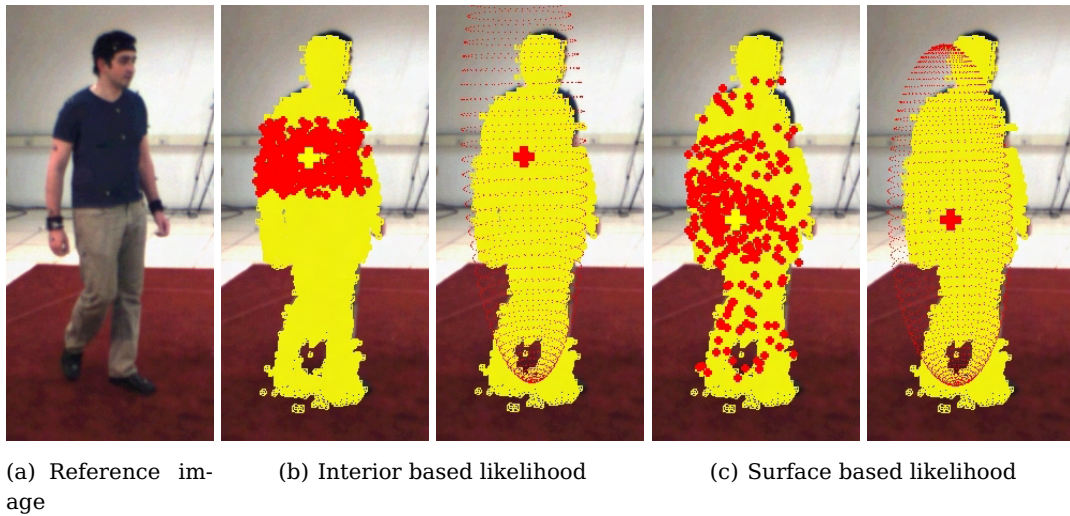 (a) Reference im-
age
(b) Interior based likelihood
(c) Surface based likelihood